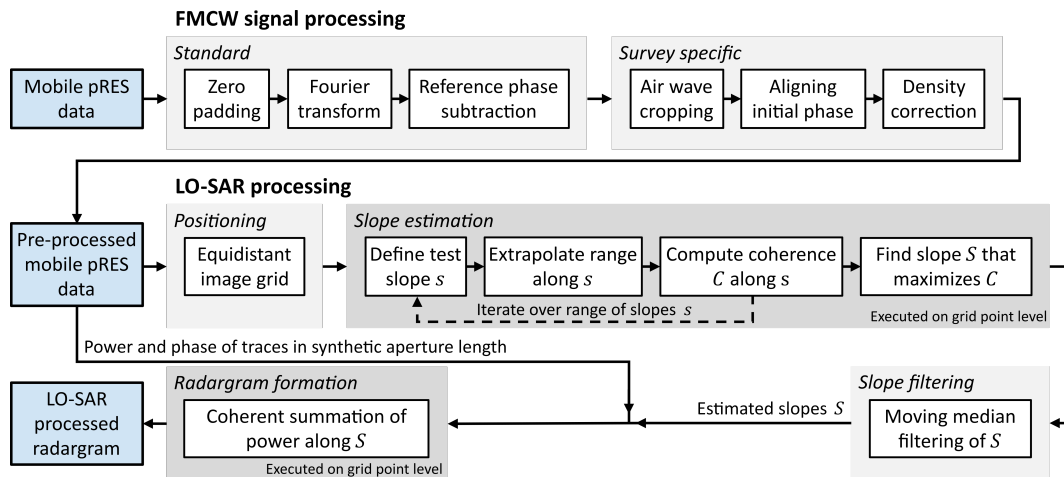 FMCW signal processing
Standard
Survey specific
Mobile pRES
data
Zero
padding
Fourier
transform
Reference phase
subtraction
Air wave
cropping
Aligning
initial phase
Density
correction
LO-SAR processing
Positioning
Slope estimation
Pre-processed
mobile pRES
data
Equidistant
image grid
Define test
slope s
Extrapolate range
along s
Compute coherence
C along s
Find slope S that
maximizes C
Iterate over range of slopes s
Executed on grid point level
Power and phase of traces in synthetic aperture length
Radargram formation
Slope filtering
LO-SAR
processed
radargram
Coherent summation of
power along S
Executed on grid point level
Estimated slopes S
Moving median
filtering of S